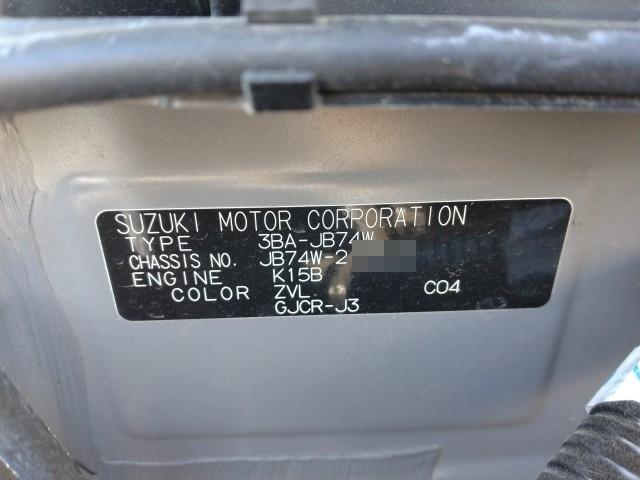 SUZUKI MOTOR CORPORATION
TYPE 3BA-JB74W
CHASSIS NO. JB74W-2
ENGINE K15B
COLOR ZVL C04
GJCR-J3